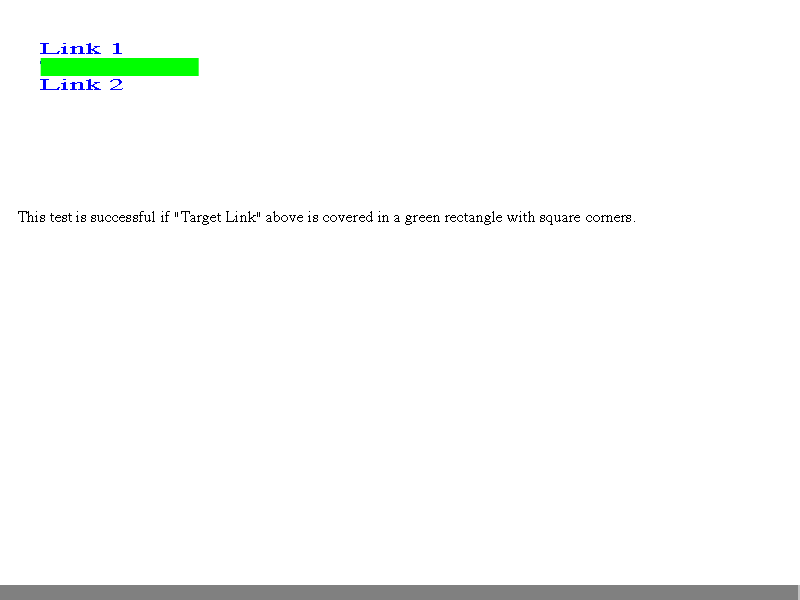 Link 1
Link 2
This test is successful if "Target Link" above is covered in a green rectangle with square corners.